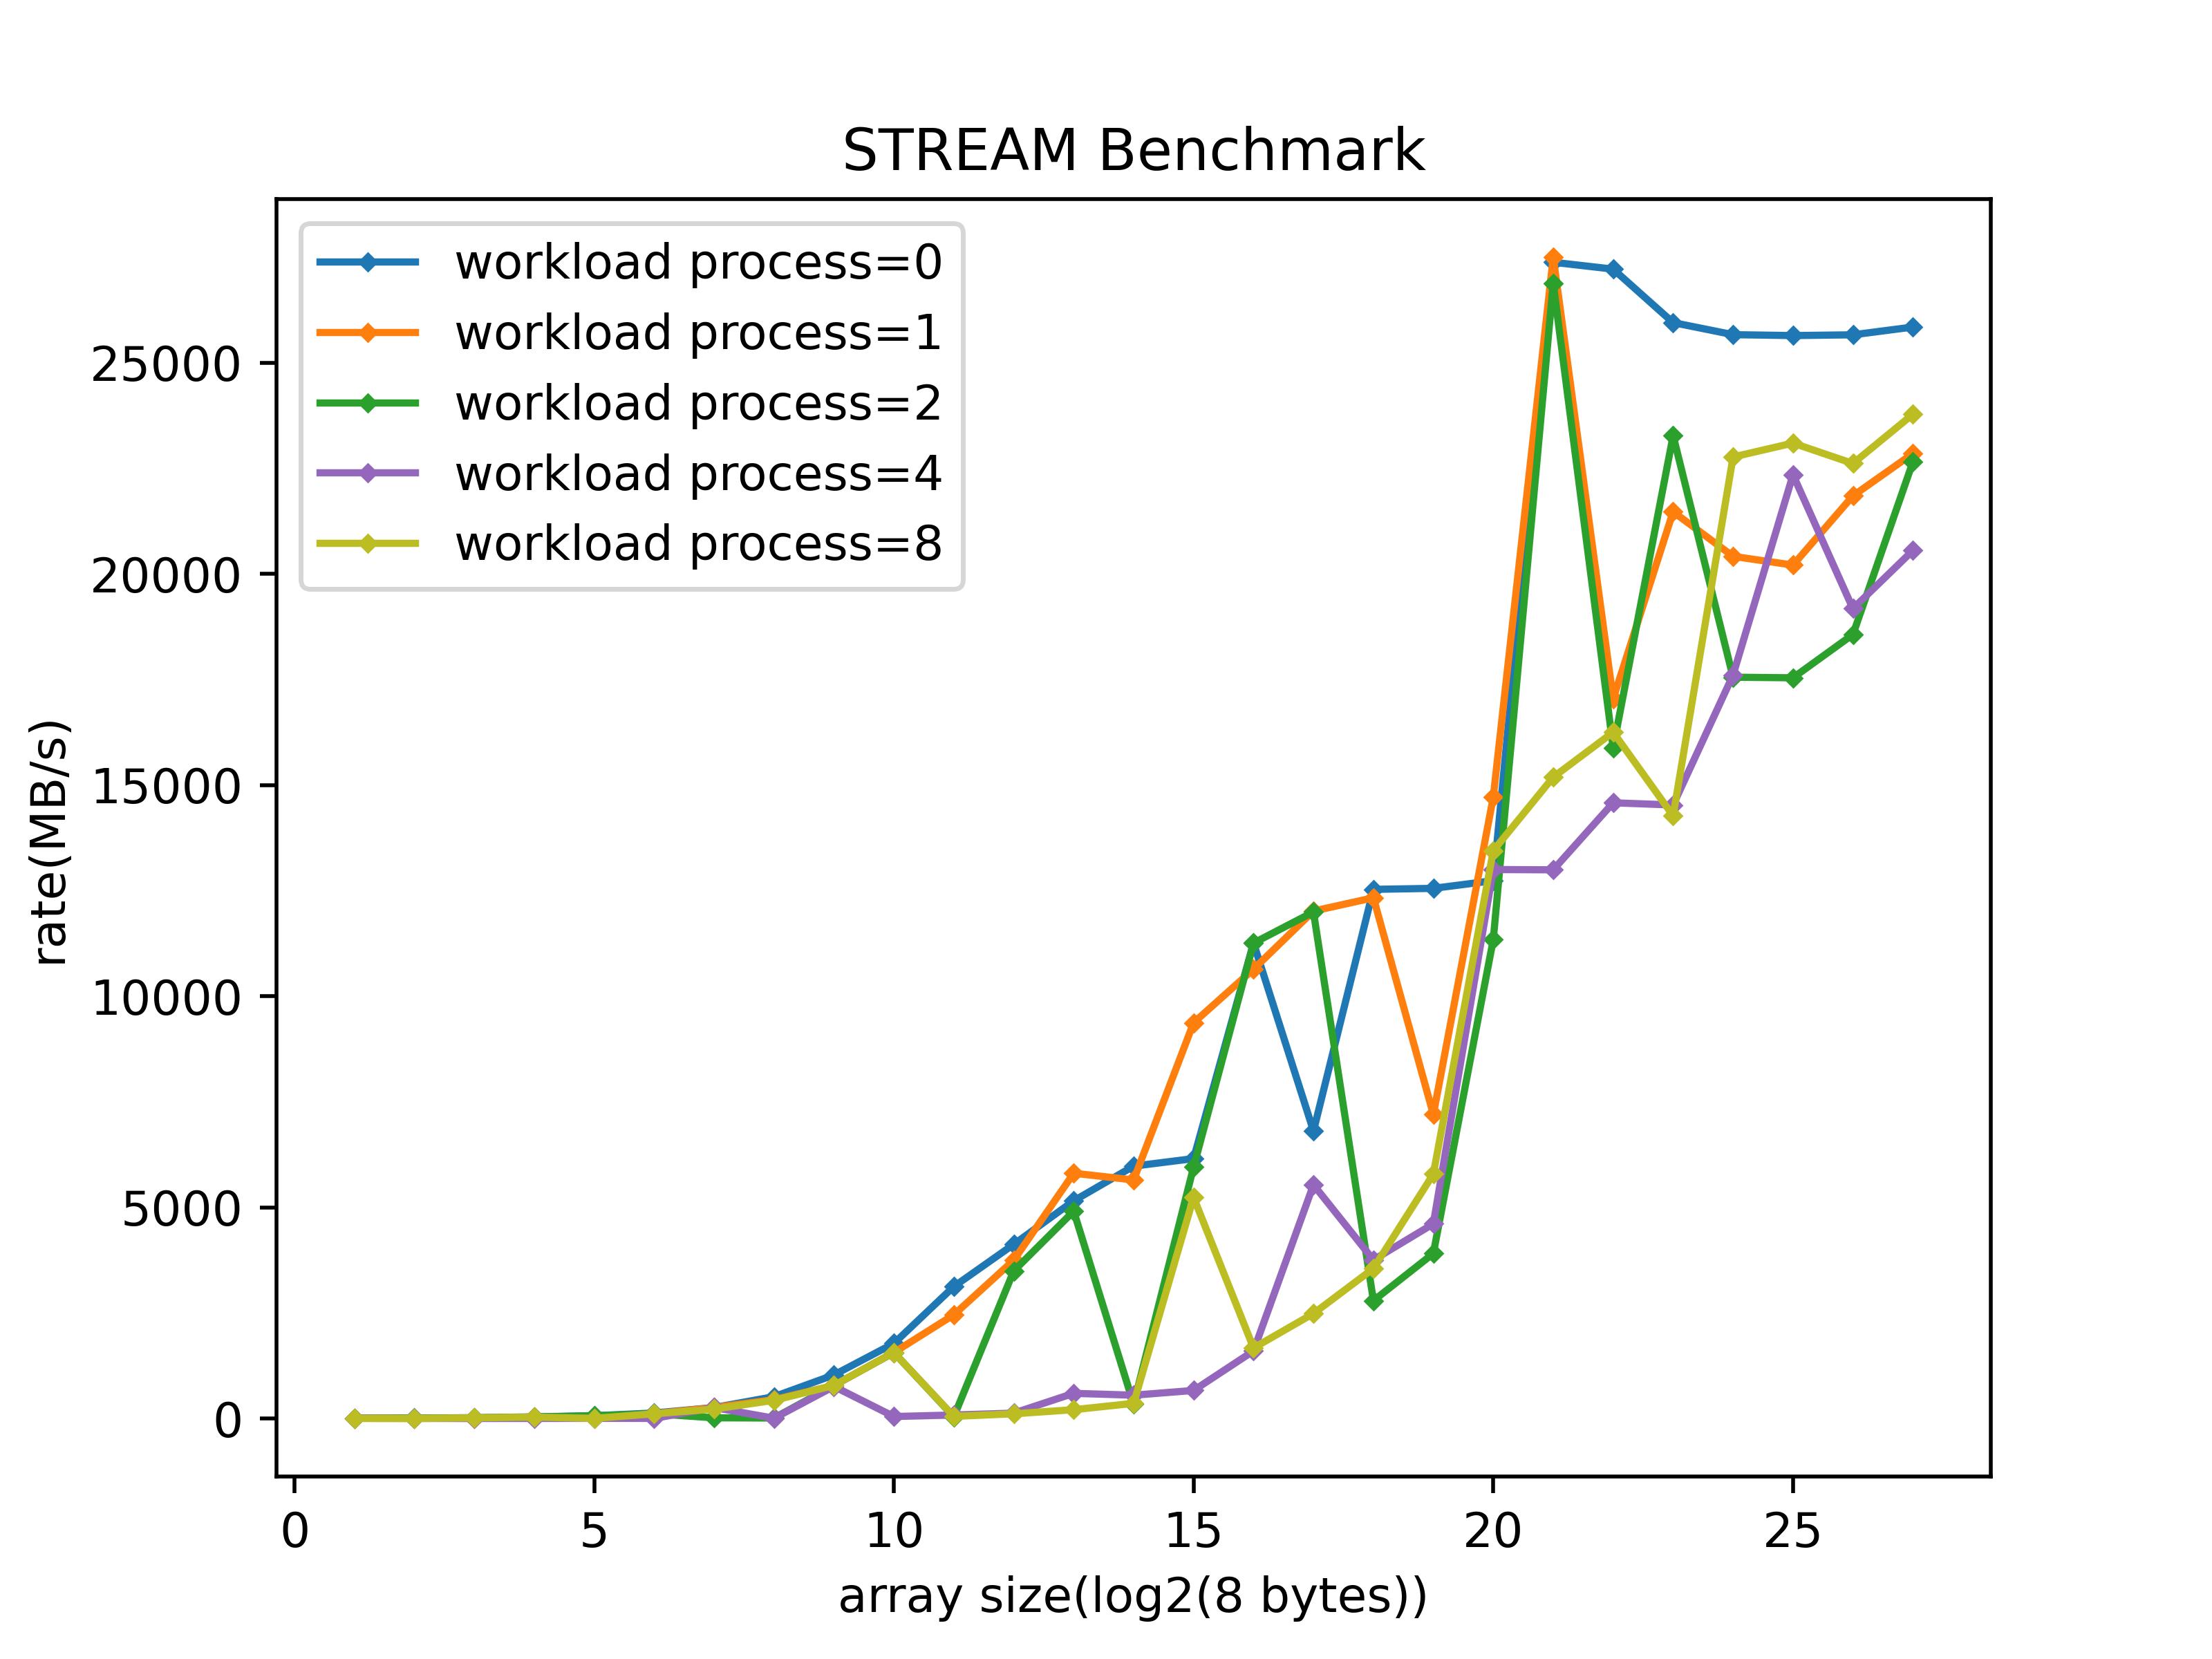 STREAM Benchmark
workload process=0
workload process=1
workload process=2
workload process=4
workload process=8
rate(MB/s)
25000
20000
15000
10000
5000
0
0 5 10 15 20 25
array size(log2(8 bytes))